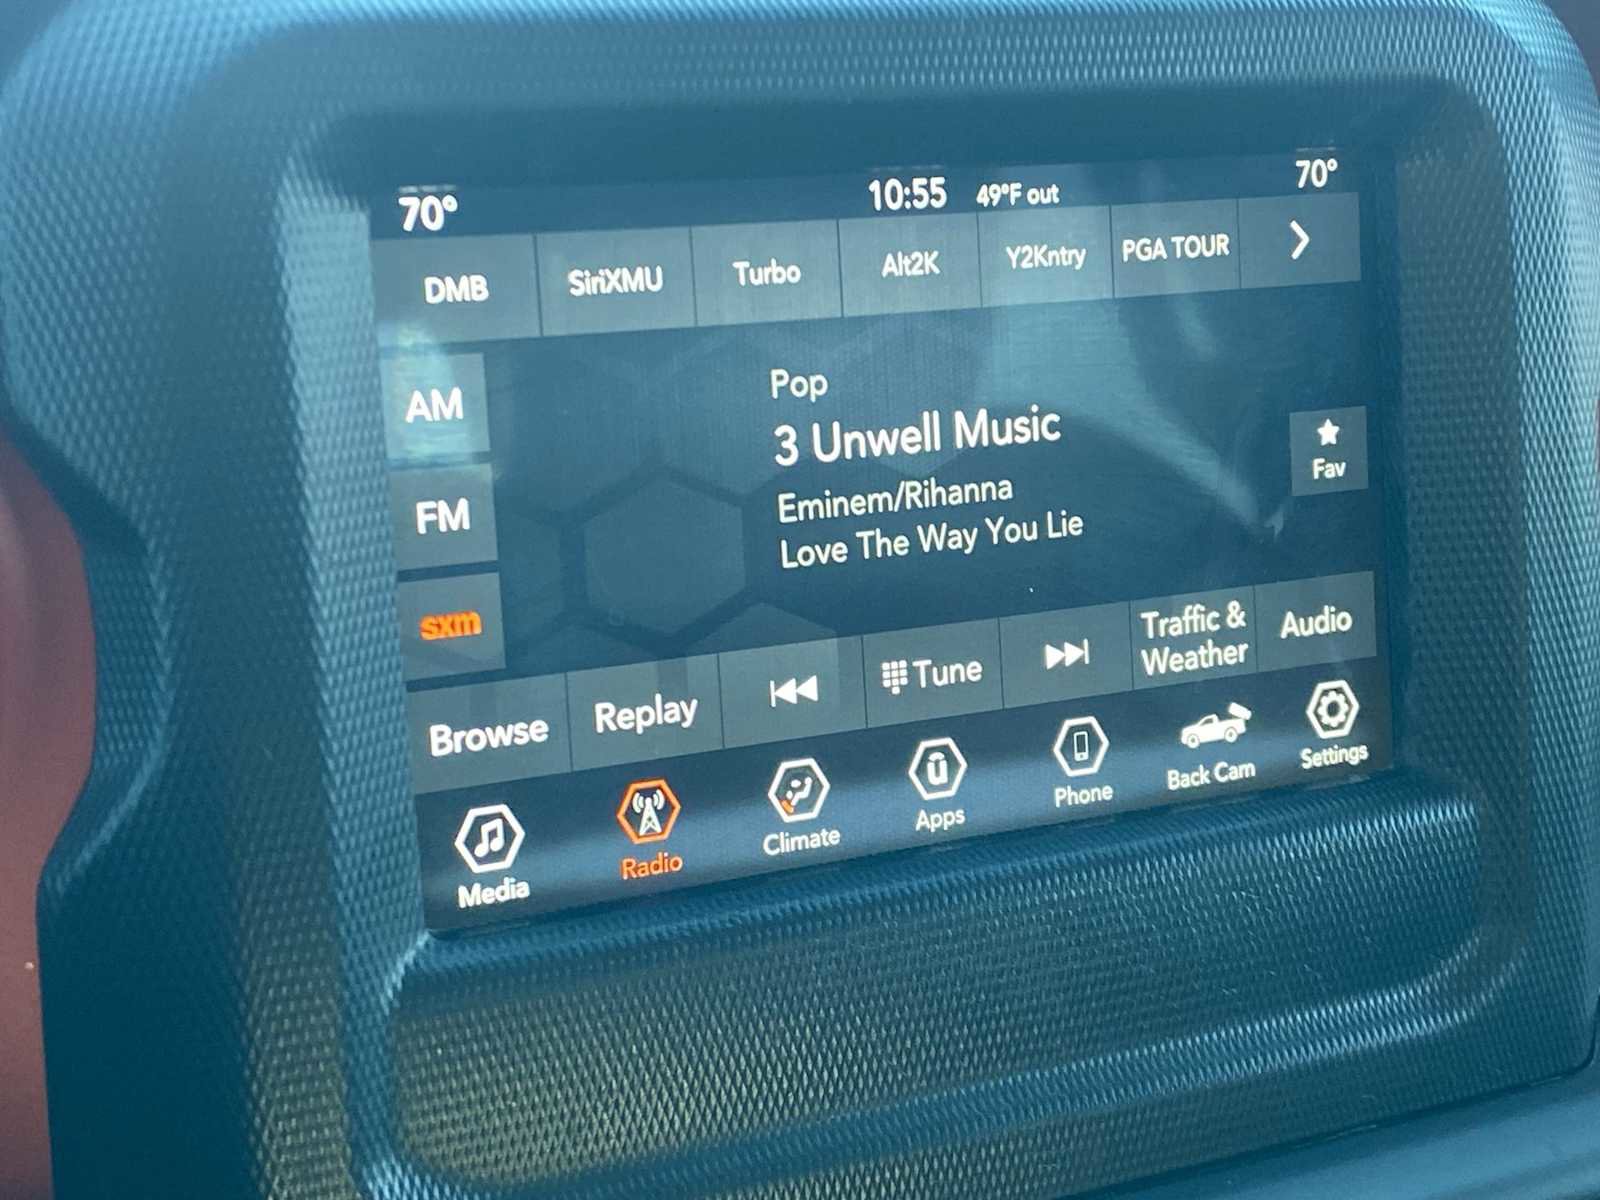 70° 10:55 49°F out 70°
DMB SiriXMU Turbo Alt2K Y2Kntry PGA TOUR
AM
FM
sxm
Pop
3 Unwell Music
Eminem/Rihanna
Love The Way You Lie
Fav
Browse Replay Tune Traffic & Weather Audio
Media Radio Climate Apps Phone Back Cam Settings